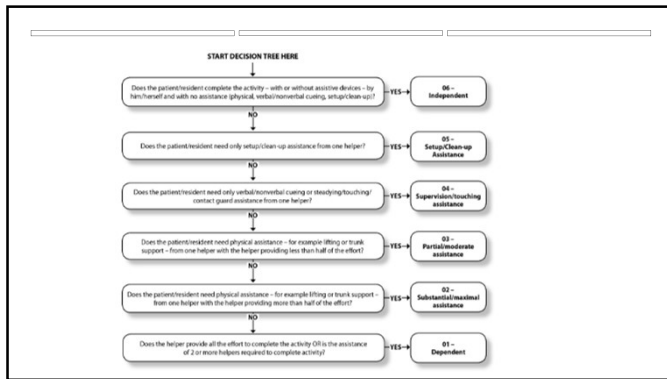 START DECISION TREE HERE
Does the patient/resident complete the activity – with or without assistive devices – by
him/herself and with no assistance (physical, verbal/nonverbal cueing, setup/clean-up)?
YES
06 –
Independent
NO
Does the patient/resident need only setup/clean-up assistance from one helper?
YES
05 –
Setup/Clean-up
Assistance
NO
Does the patient/resident need only verbal/nonverbal cueing or steadying/touching/
contact guard assistance from one helper?
YES
04 –
Supervision/touching
assistance
NO
Does the patient/resident need physical assistance – for example lifting or trunk
support – from one helper with the helper providing less than half of the effort?
YES
03 –
Partial/moderate
assistance
NO
Does the patient/resident need physical assistance – for example lifting or trunk support –
from one helper with the helper providing more than half of the effort?
YES
02 –
Substantial/maximal
assistance
NO
Does the helper provide all the effort to complete the activity OR is the assistance
of 2 or more helpers required to complete activity?
YES
01 –
Dependent